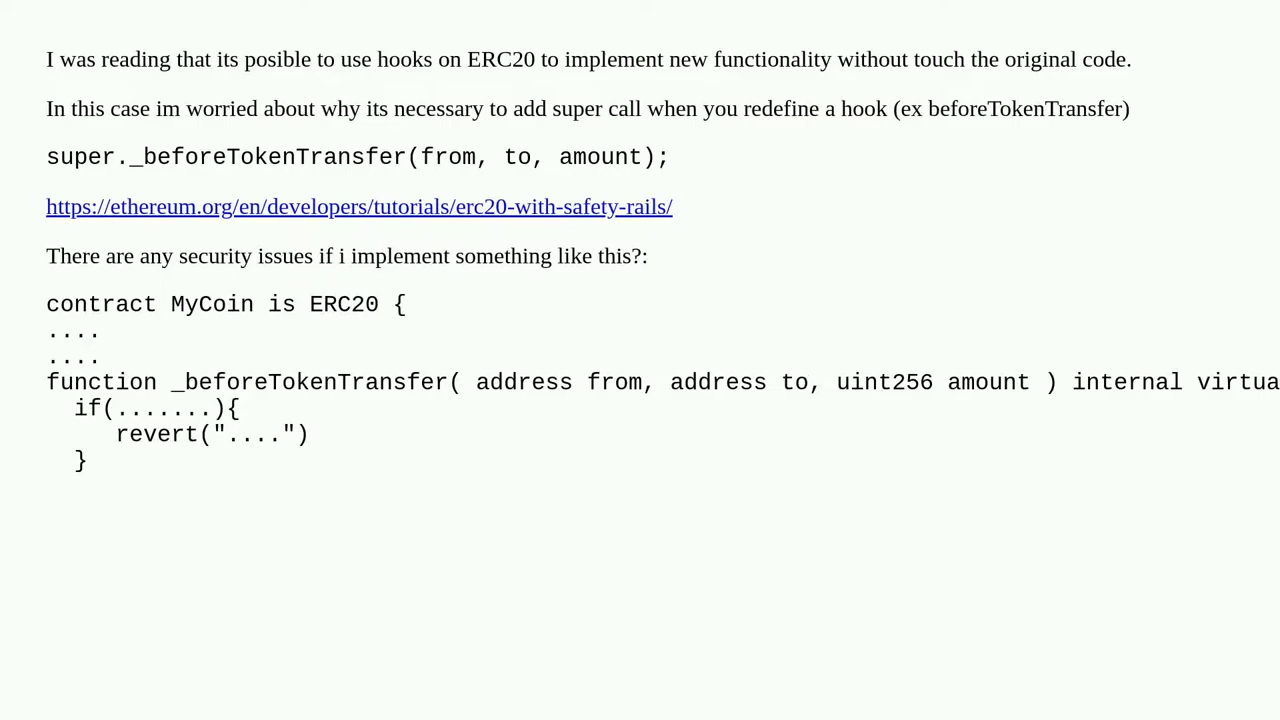 I was reading that its posible to use hooks on ERC20 to implement new functionality without touch the original code.
In this case im worried about why its necessary to add super call when you redefine a hook (ex beforeTokenTransfer)
super._beforeTokenTransfer(from, to, amount);
https://ethereum.org/en/developers/tutorials/erc20-with-safety-rails/
There are any security issues if i implement something like this?:
contract MyCoin is ERC20 {
....
....
function _beforeTokenTransfer( address from, address to, uint256 amount ) internal virtua
if(.......){
revert("....")
}